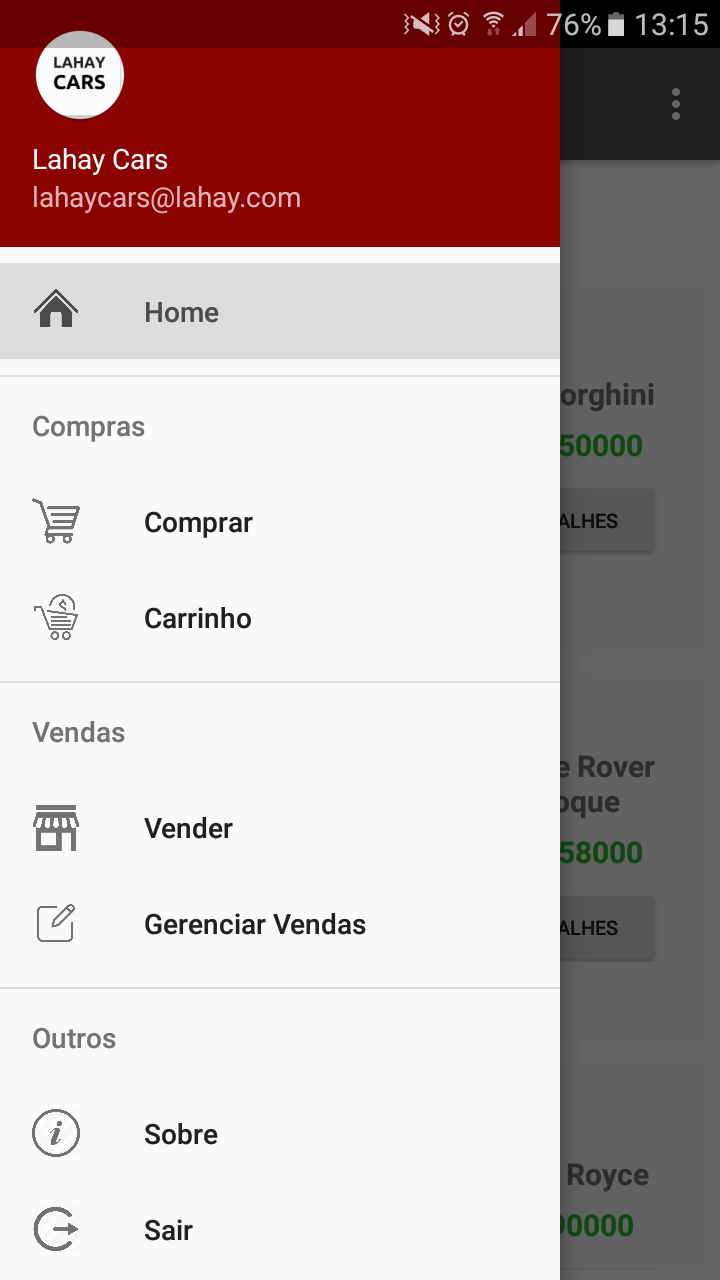 76% 13:15
LAHAY
CARS
Lahay Cars
lahaycars@lahay.com
Home
Compras
Comprar
Carrinho
Vendas
Vender
Gerenciar Vendas
Outros
Sobre
Sair
orghini
50000
ALHES
e Rover
oque
58000
ALHES
Royce
90000